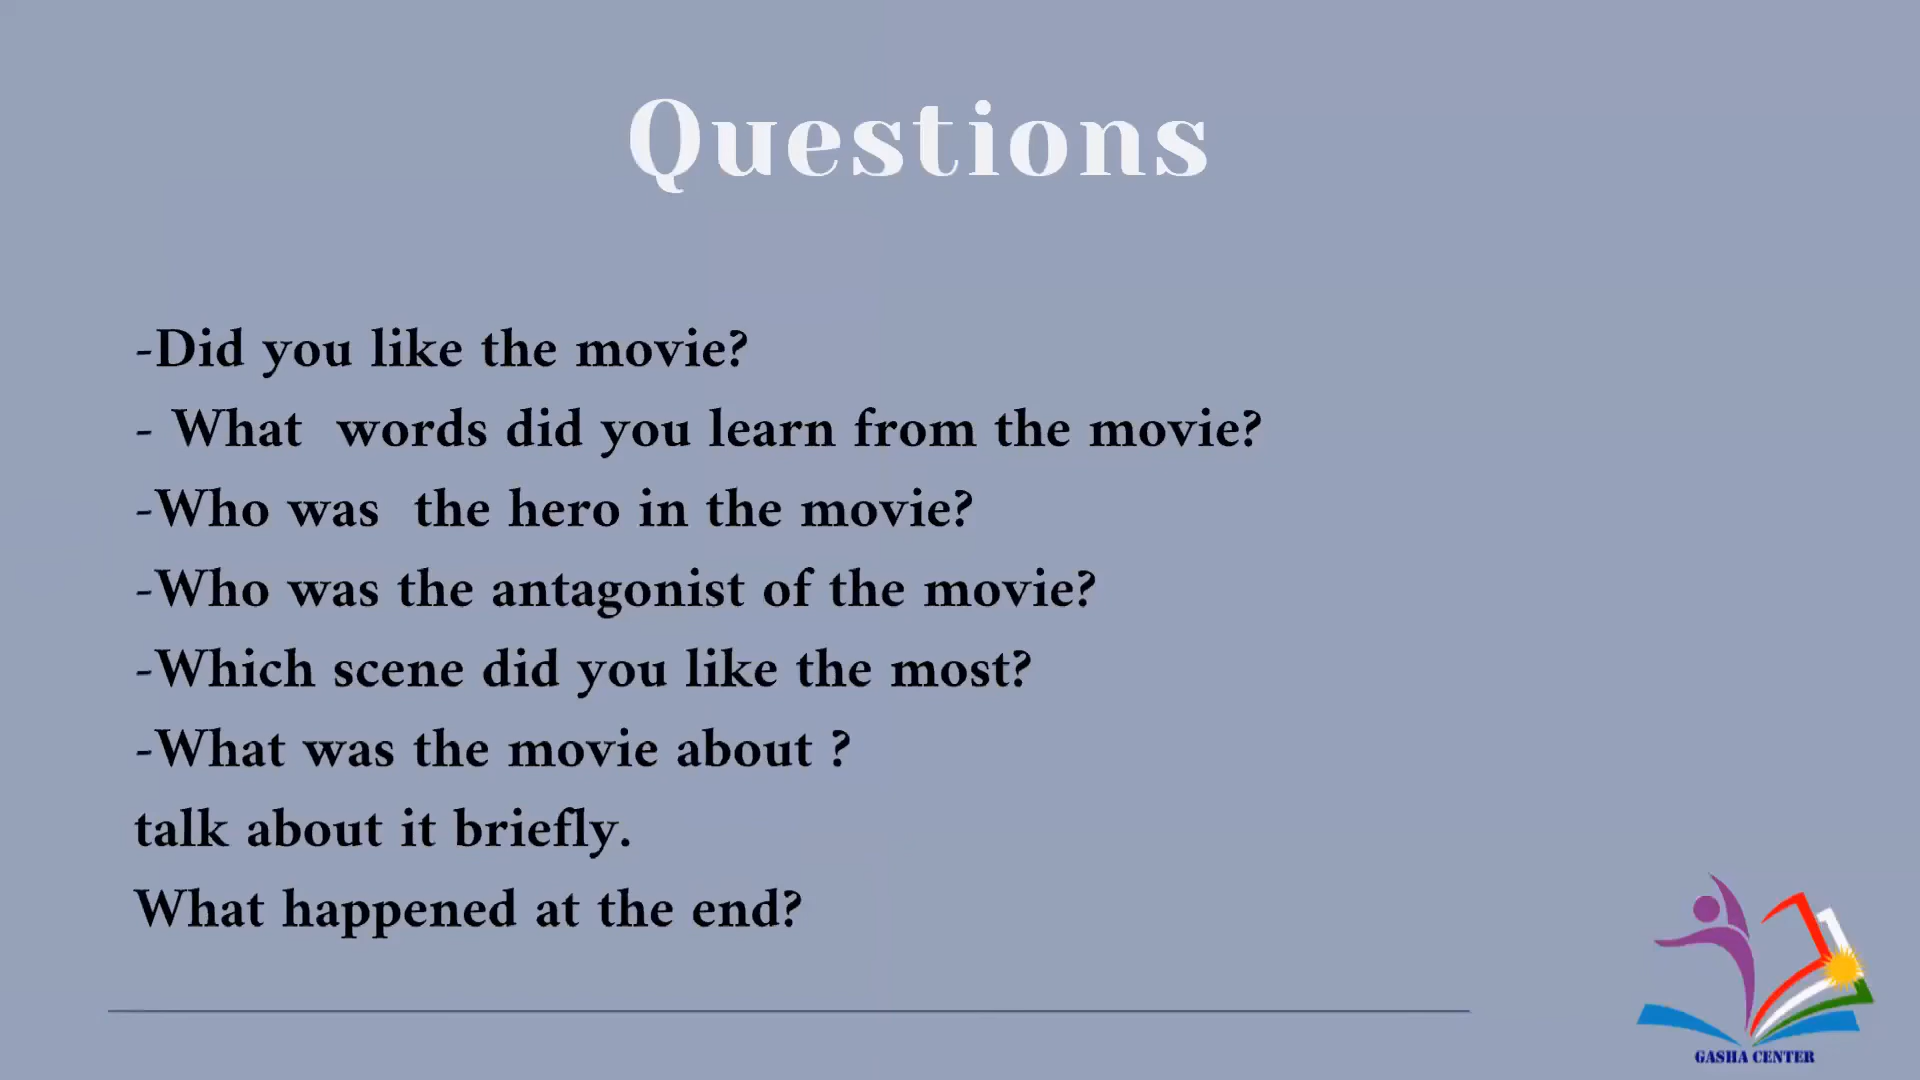 Questions
-Did you like the movie?
- What  words did you learn from the movie?
-Who was  the hero in the movie?
-Who was the antagonist of the movie?
-Which scene did you like the most?
-What was the movie about ?
talk about it briefly.
What happened at the end?
GASHA CENTER